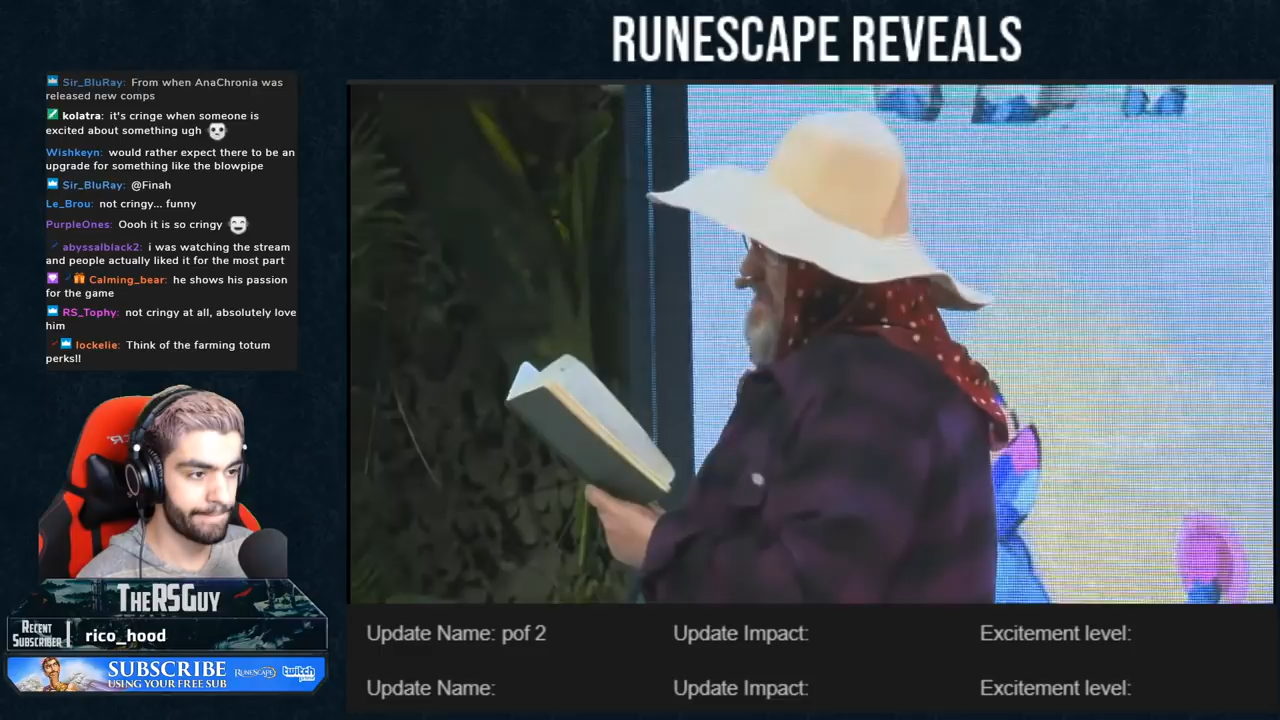 RUNESCAPE REVEALS
Sir_BluRay: From when AnaChronia was
released new comps
kolatra: it's cringe when someone is
excited about something ugh
Wishkeyn: would rather expect there to be an
upgrade for something like the blowpipe
Sir_BluRay: @Finah
Le_Brou: not cringy... funny
PurpleOnes: Oooh it is so cringy
abyssalblack2: i was watching the stream
and people actually liked it for the most part
Calming_bear: he shows his passion
for the game
RS_Tophy: not cringy at all, absolutely love
him
lockelie: Think of the farming totum
perks!!
THERSGUY
RECENT
SUBSCRIBER
rico_hood
SUBSCRIBE
USING YOUR FREE SUB
RUNESCAPE
twitch
prime
Update Name: pof 2
Update Impact:
Excitement level:
Update Name:
Update Impact:
Excitement level: